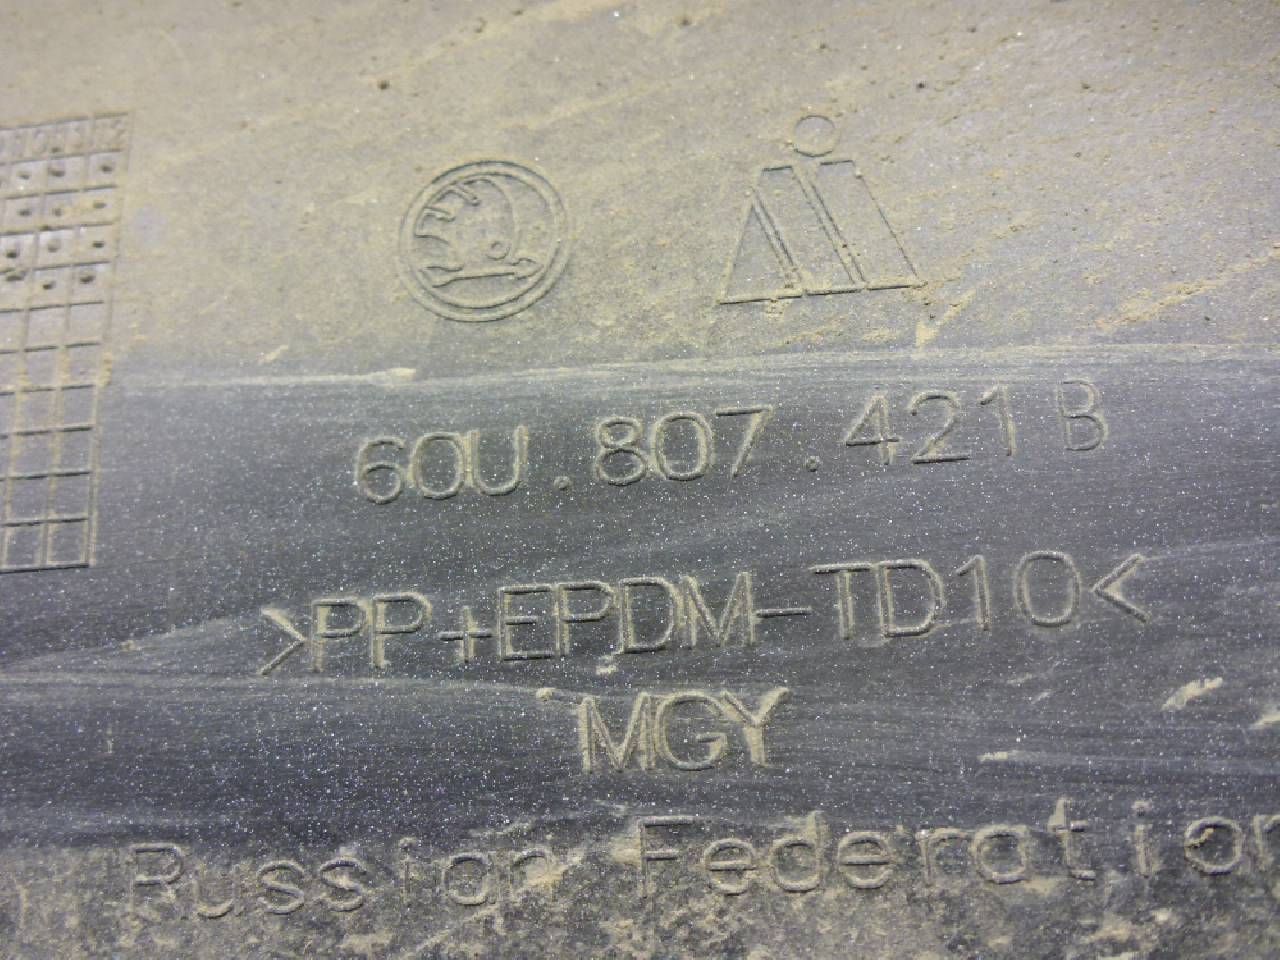 60U.807.421 B
>PP+EPDM-TD10<
MGY
Russian Federation